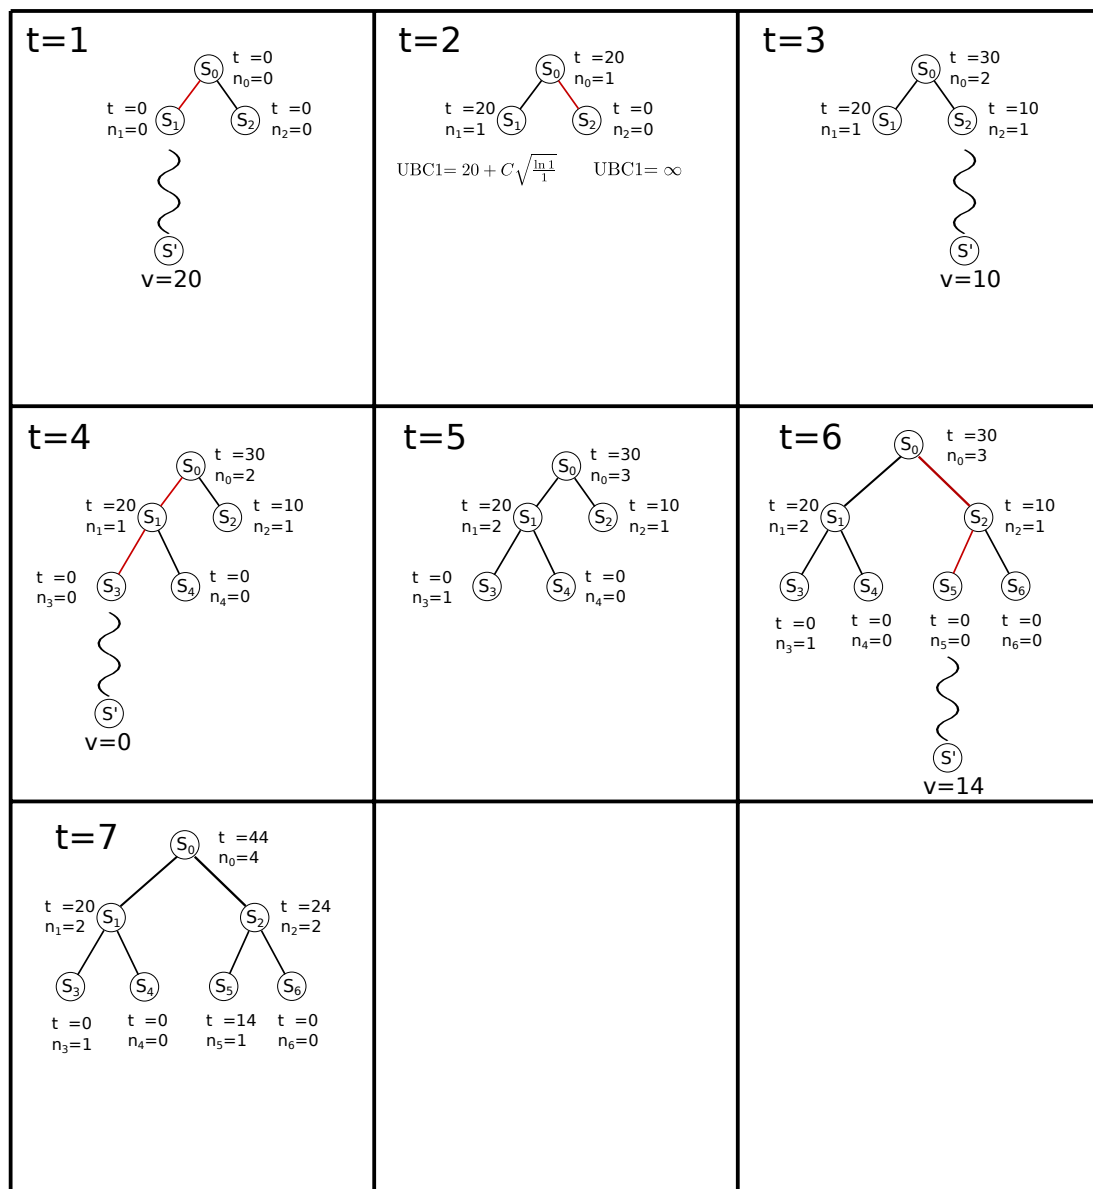 t=1
S0
t =0
n0=0
t =0
n1=0
S1
S2
t =0
n2=0
S'
v=20
t=2
S0
t =20
n0=1
t =20
n1=1
S1
S2
t =0
n2=0
UBC1= 20 + C√(ln 1/1)
UBC1= ∞
t=3
S0
t =30
n0=2
t =20
n1=1
S1
S2
t =10
n2=1
S'
v=10
t=4
S0
t =30
n0=2
t =20
n1=1
S1
S2
t =10
n2=1
t =0
n3=0
S3
S4
t =0
n4=0
S'
v=0
t=5
S0
t =30
n0=3
t =20
n1=2
S1
S2
t =10
n2=1
t =0
n3=1
S3
S4
t =0
n4=0
t=6
S0
t =30
n0=3
t =20
n1=2
S1
S2
t =10
n2=1
S3
S4
S5
S6
t =0
n3=1
t =0
n4=0
t =0
n5=0
t =0
n6=0
S'
v=14
t=7
S0
t =44
n0=4
t =20
n1=2
S1
S2
t =24
n2=2
S3
S4
S5
S6
t =0
n3=1
t =0
n4=0
t =14
n5=1
t =0
n6=0